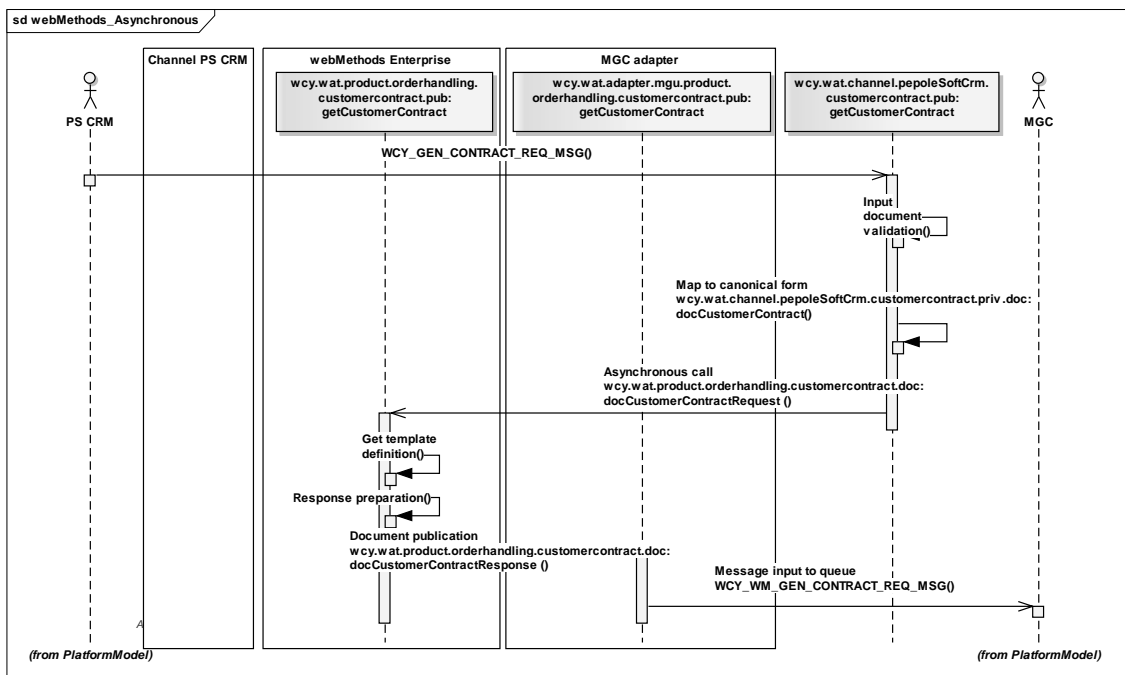 sd webMethods_Asynchronous
Channel PS CRM
webMethods Enterprise
MGC adapter
PS CRM
wcy.wat.product.orderhandling.
customercontract.pub:
getCustomerContract
wcy.wat.adapter.mgu.product.
orderhandling.customercontract.pub:
getCustomerContract
wcy.wat.channel.pepoleSoftCrm.
customercontract.pub:
getCustomerContract
MGC
WCY_GEN_CONTRACT_REQ_MSG()
Input
document
validation()
Map to canonical form
wcy.wat.channel.pepoleSoftCrm.customercontract.priv.doc:
docCustomerContract()
Asynchronous call
wcy.wat.product.orderhandling.customercontract.doc:
docCustomerContractRequest ()
Get template
definition()
Response preparation()
Document publication
wcy.wat.product.orderhandling.customercontract.doc:
docCustomerContractResponse ()
Message input to queue
WCY_WM_GEN_CONTRACT_REQ_MSG()
A
(from PlatformModel)
(from PlatformModel)